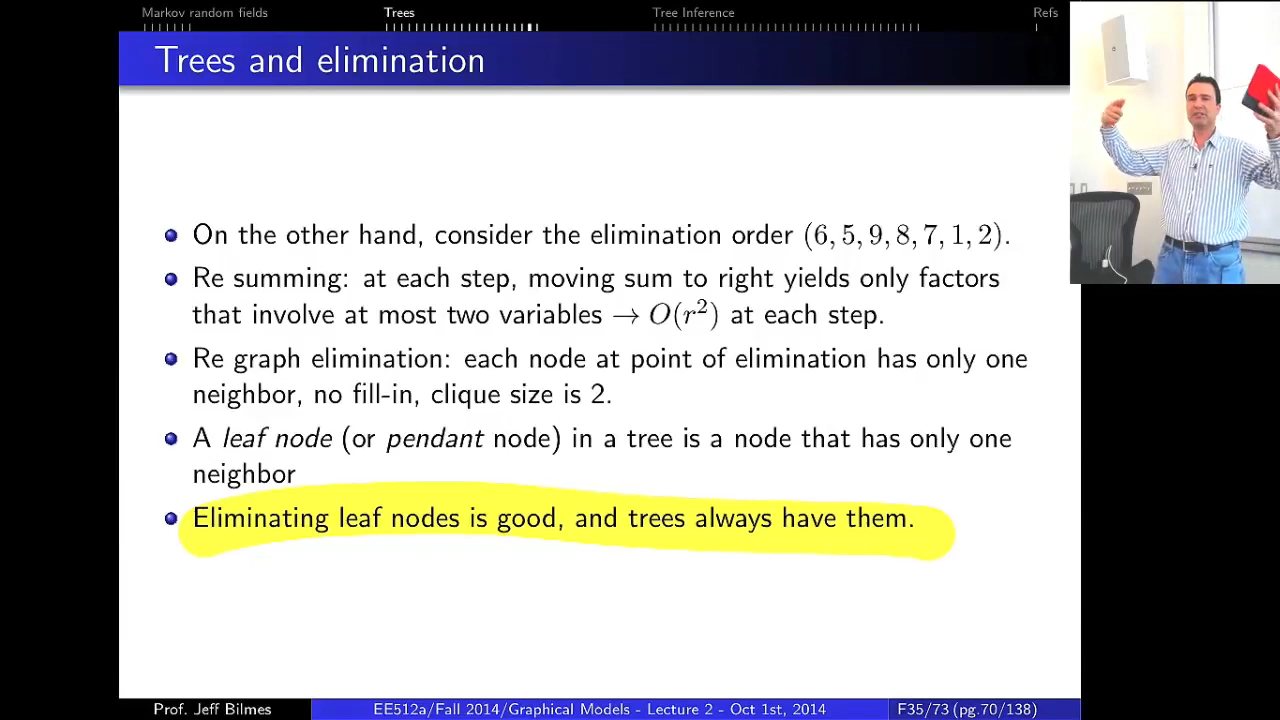 Markov random fields Trees Tree Inference Refs
Trees and elimination
On the other hand, consider the elimination order (6, 5, 9, 8, 7, 1, 2).
Re summing: at each step, moving sum to right yields only factors
that involve at most two variables → O(r²) at each step.
Re graph elimination: each node at point of elimination has only one
neighbor, no fill-in, clique size is 2.
A leaf node (or pendant node) in a tree is a node that has only one
neighbor
Eliminating leaf nodes is good, and trees always have them.
Prof. Jeff Bilmes EE512a/Fall 2014/Graphical Models - Lecture 2 - Oct 1st, 2014 F35/73 (pg.70/138)